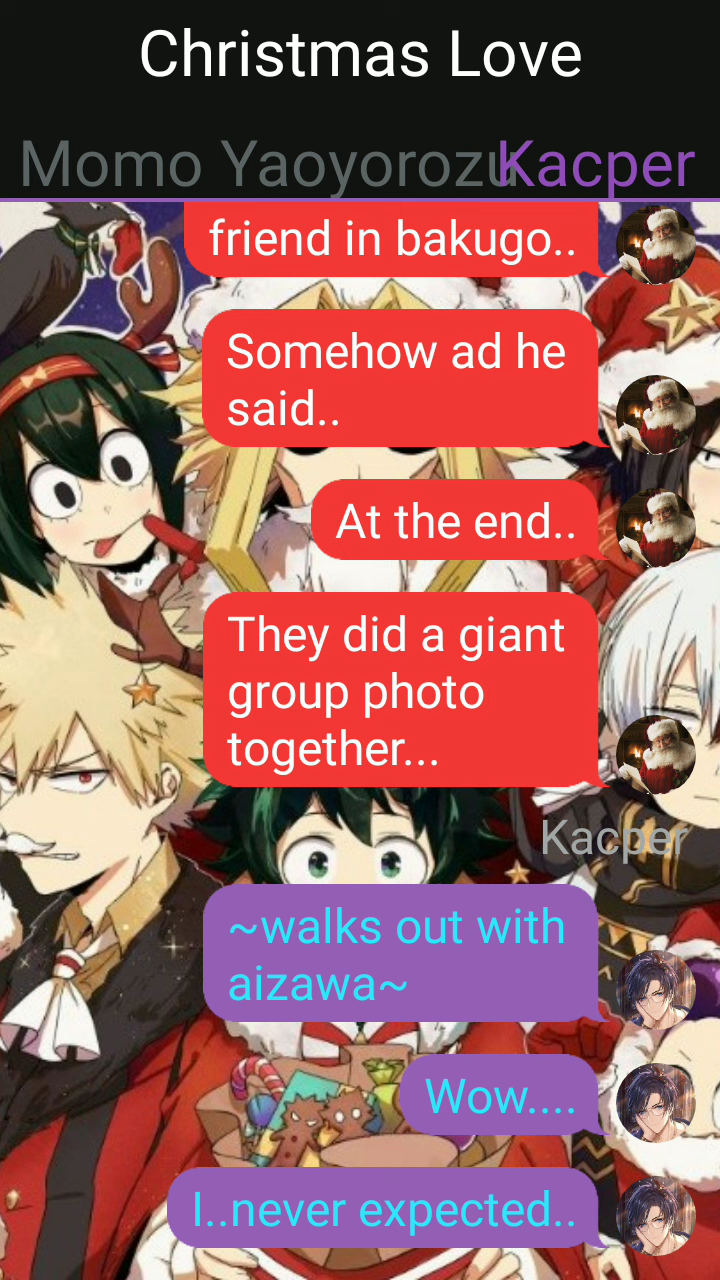 Christmas Love
Momo Yaoyorozu Kacper
friend in bakugo..
Somehow ad he
said..
At the end..
They did a giant
group photo
together...
Kacper
~walks out with
aizawa~
Wow....
I..never expected..